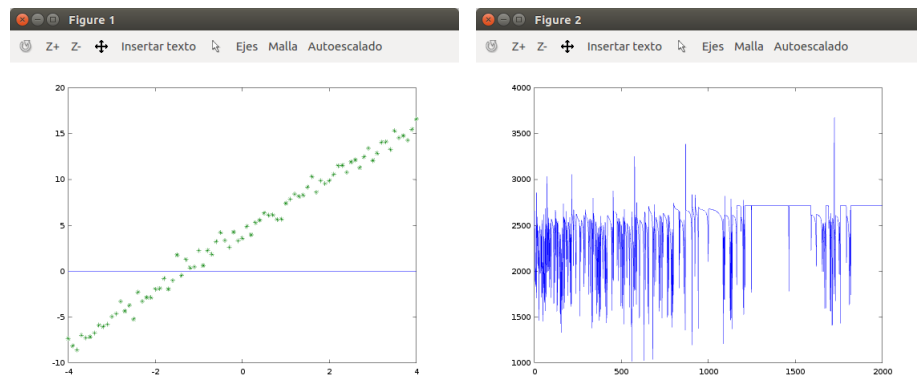 Figure 1
Z+ Z- Insertar texto Ejes Malla Autoescalado
20
15
10
5
0
-5
-10
-4 -2 0 2 4
Figure 2
Z+ Z- Insertar texto Ejes Malla Autoescalado
4000
3500
3000
2500
2000
1500
1000
0 500 1000 1500 2000